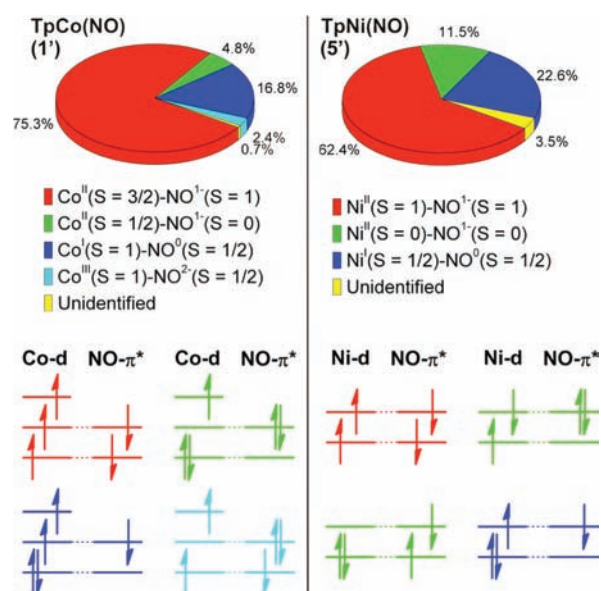 TpCo(NO)
(1')
4.8%
16.8%
75.3%
2.4%
0.7%
Co^II(S = 3/2)-NO^1-(S = 1)
Co^II(S = 1/2)-NO^1-(S = 0)
Co^I(S = 1)-NO^0(S = 1/2)
Co^III(S = 1)-NO^2-(S = 1/2)
Unidentified
Co-d NO-π* Co-d NO-π*
TpNi(NO)
(5')
11.5%
22.6%
62.4%
3.5%
Ni^II(S = 1)-NO^1-(S = 1)
Ni^II(S = 0)-NO^1-(S = 0)
Ni^I(S = 1/2)-NO^0(S = 1/2)
Unidentified
Ni-d NO-π* Ni-d NO-π*